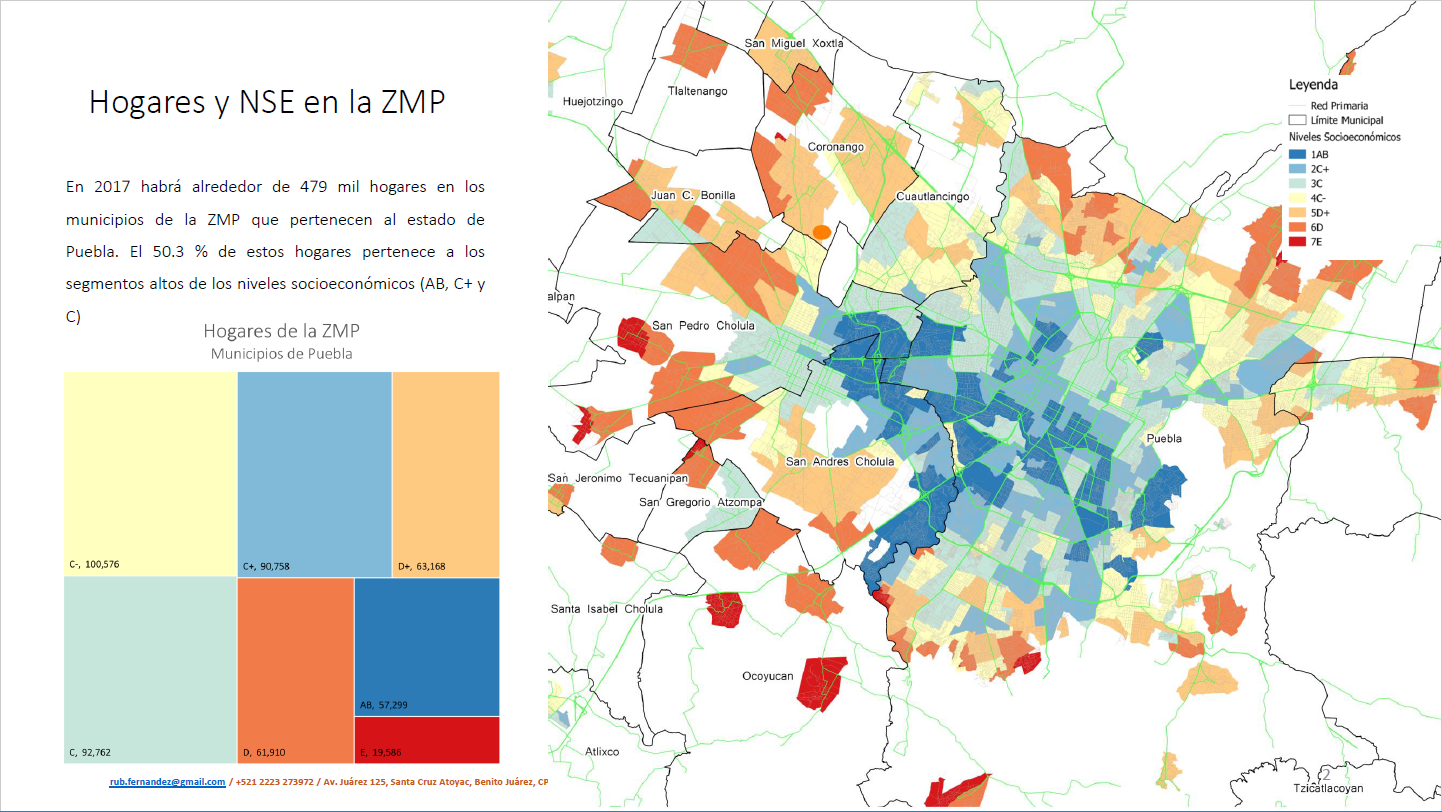 Hogares y NSE en la ZMP
En 2017 habrá alrededor de 479 mil hogares en los
municipios de la ZMP que pertenecen al estado de
Puebla. El 50.3 % de estos hogares pertenece a los
segmentos altos de los niveles socioeconómicos (AB, C+ y
C)
Hogares de la ZMP
Municipios de Puebla
C-, 100,576
C+, 90,758
D+, 63,168
C, 92,762
D, 61,910
AB, 57,299
E, 19,586
rub.fernandez@gmail.com / +521 2223 273972 / Av. Juárez 125, Santa Cruz Atoyac, Benito Juárez, CP
San Miguel Xoxtla
Tlaltenango
Huejotzingo
Coronango
Juan C. Bonilla
Cuautlancingo
alpan
San Pedro Cholula
Puebla
San Andres Cholula
San Jeronimo Tecuanipan
San Gregorio Atzompa
Santa Isabel Cholula
Ocoyucan
Atlixco
Tzicatlacoyan
2
Leyenda
Red Primaria
Límite Municipal
Niveles Socioeconómicos
1AB
2C+
3C
4C-
5D+
6D
7E